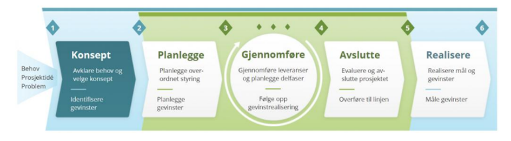 1
2
3
4
5
6
Behov
Prosjektidé
Problem
Konsept
Avklare behov og
velge konsept
Identifisere
gevinster
Planlegge
Planlegge over-
ordnet styring
Planlegge
gevinster
Gjennomføre
Gjennomføre leveranser
og planlegge delfaser
Følge opp
gevinstrealisering
Avslutte
Evaluere og av-
slutte prosjektet
Overføre til linjen
Realisere
Realisere mål og
gevinster
Måle gevinster